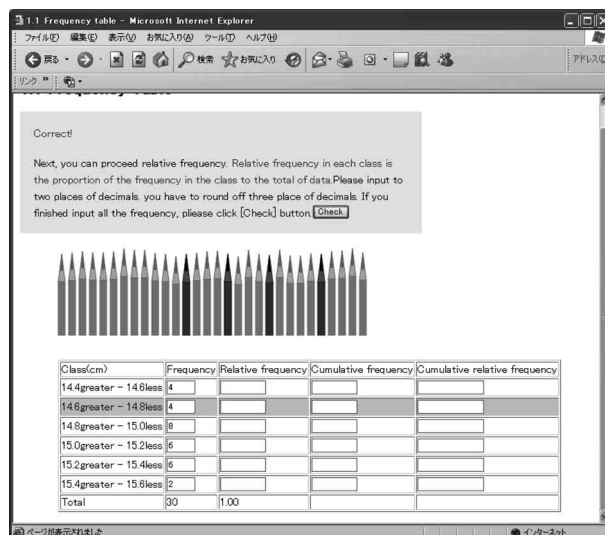 1.1 Frequency table - Microsoft Internet Explorer
ファイル(F) 編集(E) 表示(V) お気に入り(A) ツール(T) ヘルプ(H)
戻る 検索 お気に入り アドレス(D)
リンク »
1.1 Frequency table
Correct!
Next, you can proceed relative frequency. Relative frequency in each class is
the proportion of the frequency in the class to the total of data.Please input to
two places of decimals. you have to round off three place of decimals. If you
finished input all the frequency, pliease click [Check] button. Check
Class(cm) Frequency Relative frequency Cumulative frequency Cumulative relative frequency
14.4greater - 14.6less 4
14.6greater - 14.8less 4
14.8greater - 15.0less 8
15.0greater - 15.2less 6
15.2greater - 15.4less 6
15.4greater - 15.6less 2
Total 30 1.00
ページが表示されました インターネット